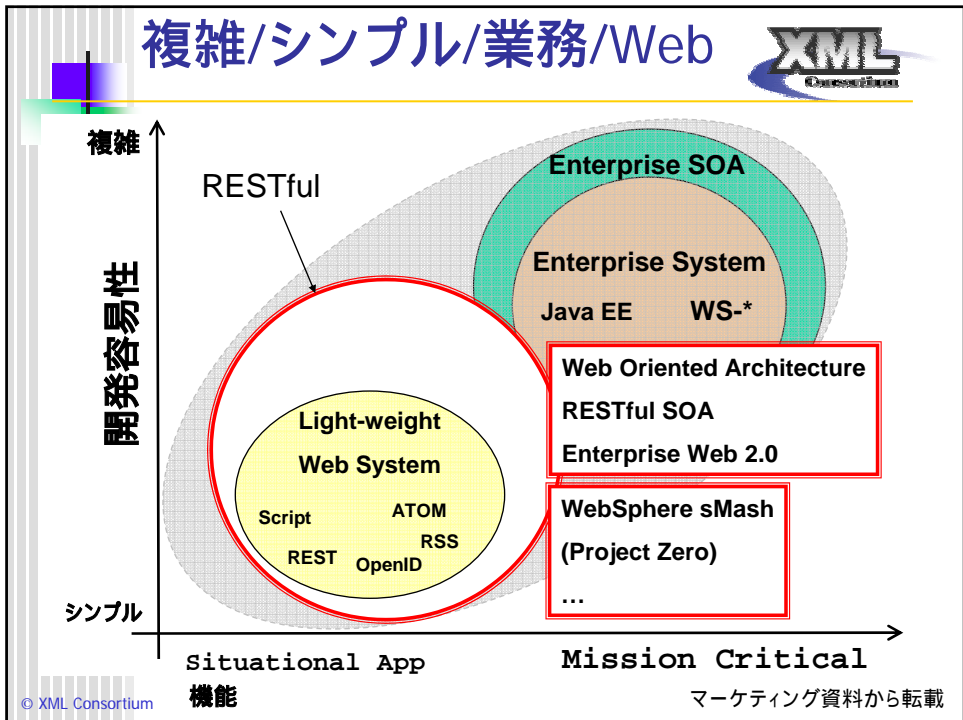 複雑/シンプル/業務/Web
XML
Consortium
複雑
RESTful
Enterprise SOA
Enterprise System
Java EE WS-*
開発容易性
Web Oriented Architecture
RESTful SOA
Enterprise Web 2.0
Light-weight
Web System
Script
ATOM
REST
RSS
OpenID
WebSphere sMash
(Project Zero)
...
シンプル
Situational App
Mission Critical
機能
© XML Consortium
マーケティング資料から転載